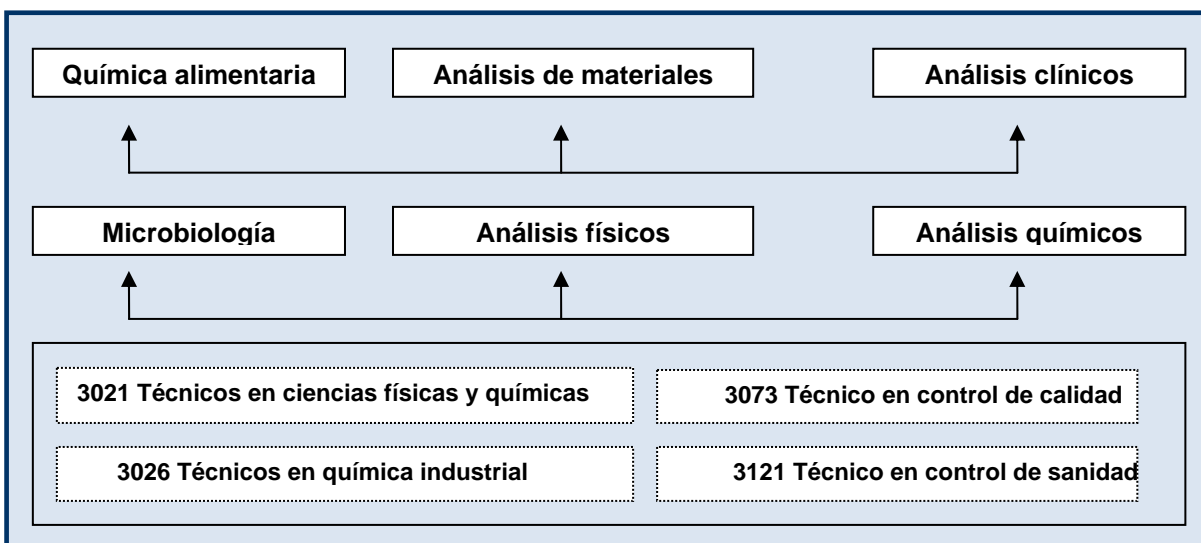 Química alimentaria
Análisis de materiales
Análisis clínicos
Microbiología
Análisis físicos
Análisis químicos
3021 Técnicos en ciencias físicas y químicas
3073 Técnico en control de calidad
3026 Técnicos en química industrial
3121 Técnico en control de sanidad